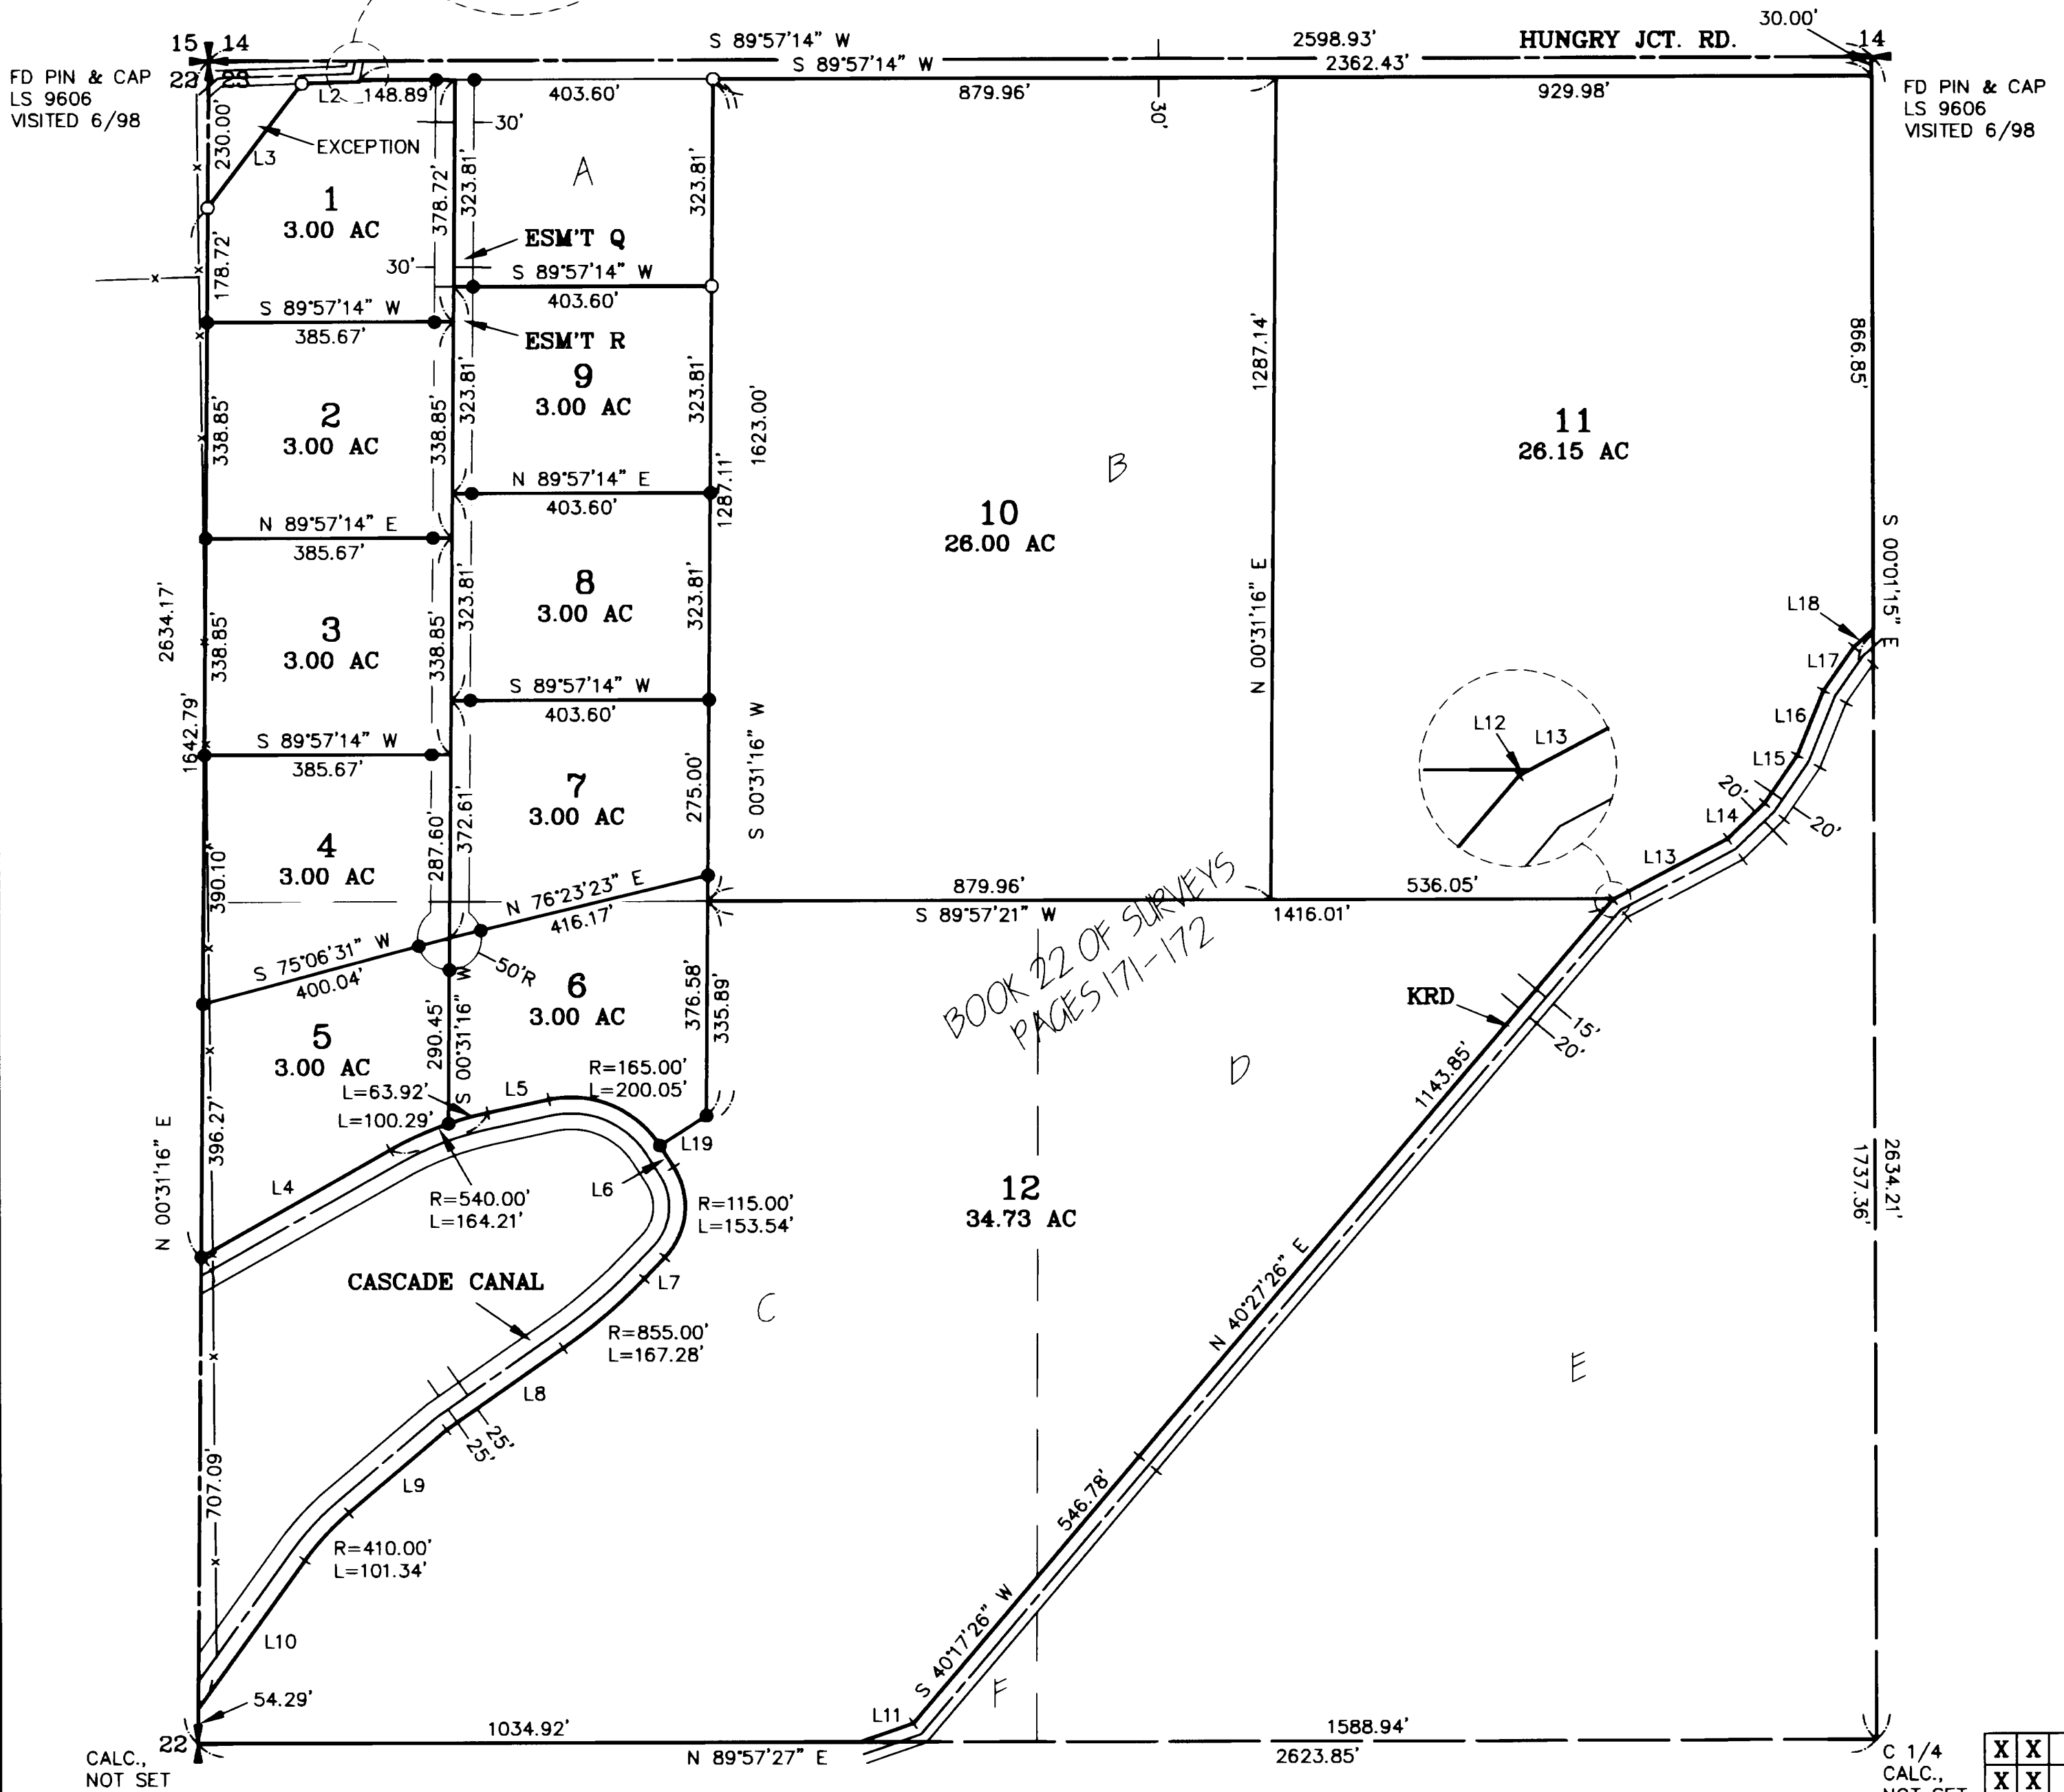 30.00'
15 14
S 89°57'14" W
2598.93'
HUNGRY JCT. RD.
14
S 89°57'14" W
2362.43'
FD PIN & CAP
LS 9606
VISITED 6/98
22 23
L2
148.89'
403.60'
879.96'
929.98'
FD PIN & CAP
LS 9606
VISITED 6/98
230.00'
L3
EXCEPTION
30'
30'
A
1
3.00 AC
378.72'
323.81'
323.81'
178.72'
ESM'T Q
30'
S 89°57'14" W
403.60'
S 89°57'14" W
385.67'
ESM'T R
9
3.00 AC
323.81'
323.81'
1287.14'
866.85'
2
3.00 AC
338.85'
338.85'
1623.00'
11
26.15 AC
B
N 89°57'14" E
403.60'
1287.11'
10
26.00 AC
N 89°57'14" E
385.67'
S 00°01'15" E
8
3.00 AC
323.81'
323.81'
2634.17'
3
3.00 AC
338.85'
338.85'
N 00°31'16" E
L18
L17
S 89°57'14" W
403.60'
1642.79'
S 89°57'14" W
385.67'
S 00°31'16" W
L12
L13
L16
L15
20'
20'
L14
7
3.00 AC
372.61'
275.00'
4
3.00 AC
287.60'
390.10'
L13
N 76°23'23" E
416.17'
879.96'
536.05'
S 89°57'21" W
1416.01'
S 75°06'31" W
400.04'
50'R
BOOK 22 OF SURVEYS
PAGES 171-172
6
3.00 AC
376.58'
335.89'
KRD
15'
20'
5
3.00 AC
290.45'
S 00°31'16" W
D
R=165.00'
L=200.05'
L=63.92'
L5
L=100.29'
1143.85'
396.27'
N 00°31'16" E
L19
L4
L6
R=540.00'
L=164.21'
R=115.00'
L=153.54'
12
34.73 AC
2634.21'
1737.36'
CASCADE CANAL
L7
C
N 40°27'26" E
R=855.00'
L=167.28'
E
L8
25'
25'
L9
707.09'
546.78'
R=410.00'
L=101.34'
L10
S 40°17'26" W
F
54.29'
L11
22
1034.92'
1588.94'
N 89°57'27" E
2623.85'
CALC.,
NOT SET
C 1/4
CALC.,
NOT SET
X X
X X